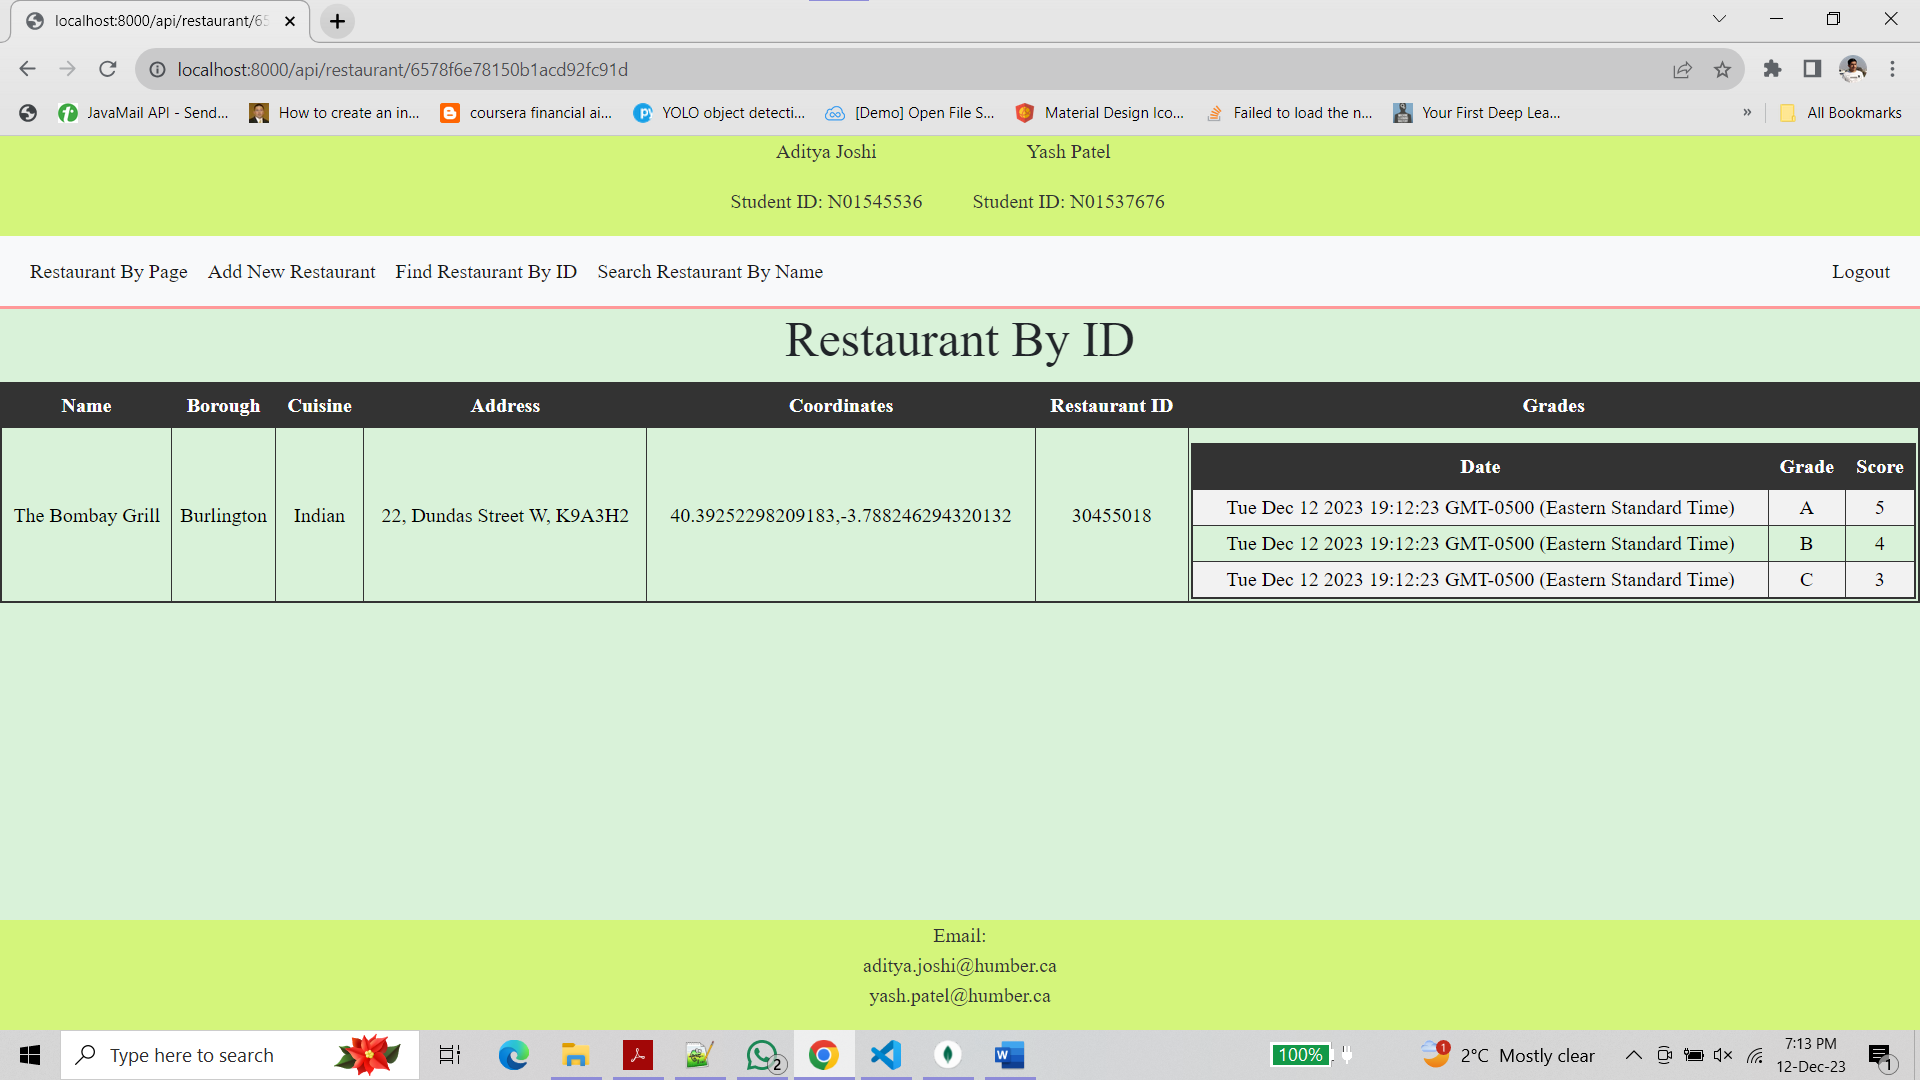 localhost:8000/api/restaurant/65
localhost:8000/api/restaurant/6578f6e78150b1acd92fc91d
JavaMail API - Send... How to create an in... coursera financial ai... YOLO object detecti... [Demo] Open File S... Material Design Ico... Failed to load the n... Your First Deep Lea... » All Bookmarks
Aditya Joshi Yash Patel
Student ID: N01545536 Student ID: N01537676
Restaurant By Page Add New Restaurant Find Restaurant By ID Search Restaurant By Name Logout
Restaurant By ID
Name Borough Cuisine Address Coordinates Restaurant ID Grades
The Bombay Grill Burlington Indian 22, Dundas Street W, K9A3H2 40.39252298209183,-3.788246294320132 30455018
Date Grade Score
Tue Dec 12 2023 19:12:23 GMT-0500 (Eastern Standard Time) A 5
Tue Dec 12 2023 19:12:23 GMT-0500 (Eastern Standard Time) B 4
Tue Dec 12 2023 19:12:23 GMT-0500 (Eastern Standard Time) C 3
Email:
aditya.joshi@humber.ca
yash.patel@humber.ca
Type here to search 2 100% 1 2°C Mostly clear 7:13 PM
12-Dec-23 1